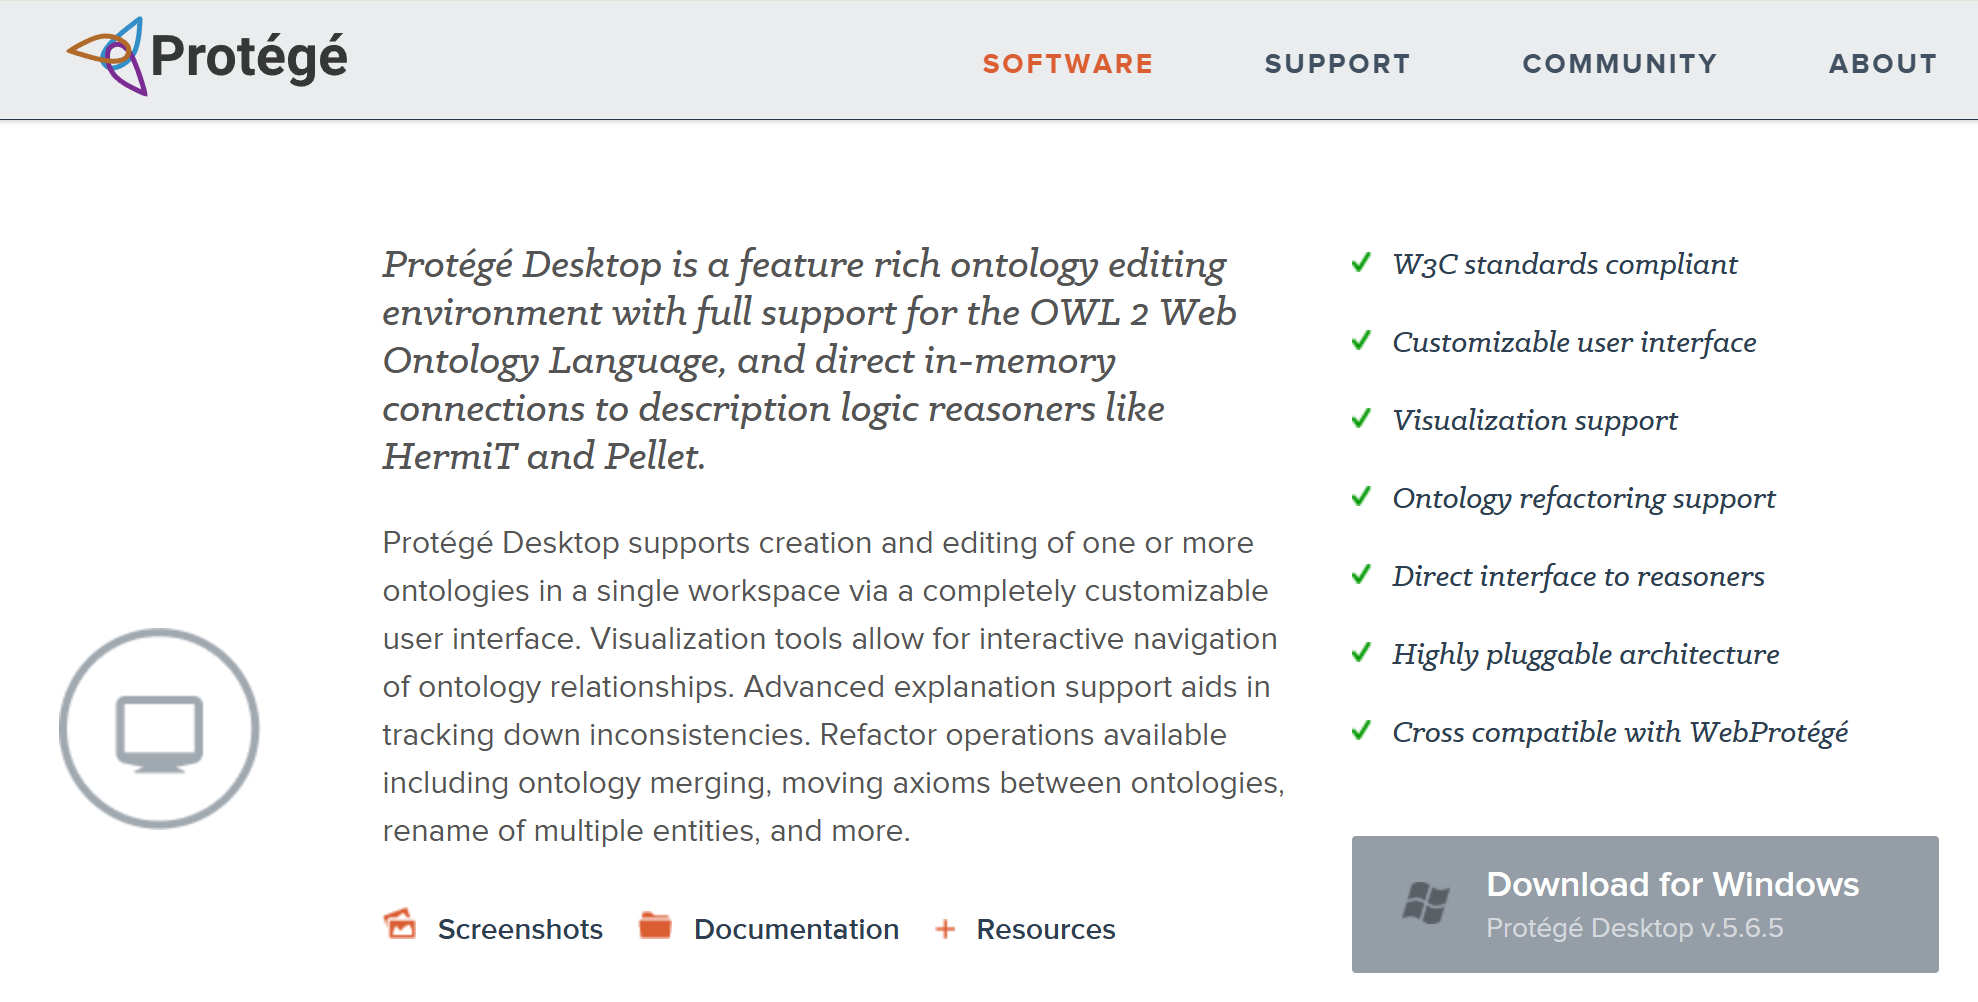 Protégé
SOFTWARE
SUPPORT
COMMUNITY
ABOUT
Protégé Desktop is a feature rich ontology editing
environment with full support for the OWL 2 Web
Ontology Language, and direct in-memory
connections to description logic reasoners like
HermiT and Pellet.
Protégé Desktop supports creation and editing of one or more
ontologies in a single workspace via a completely customizable
user interface. Visualization tools allow for interactive navigation
of ontology relationships. Advanced explanation support aids in
tracking down inconsistencies. Refactor operations available
including ontology merging, moving axioms between ontologies,
rename of multiple entities, and more.
Screenshots
Documentation
+ Resources
W3C standards compliant
Customizable user interface
Visualization support
Ontology refactoring support
Direct interface to reasoners
Highly pluggable architecture
Cross compatible with WebProtégé
Download for Windows
Protégé Desktop v.5.6.5